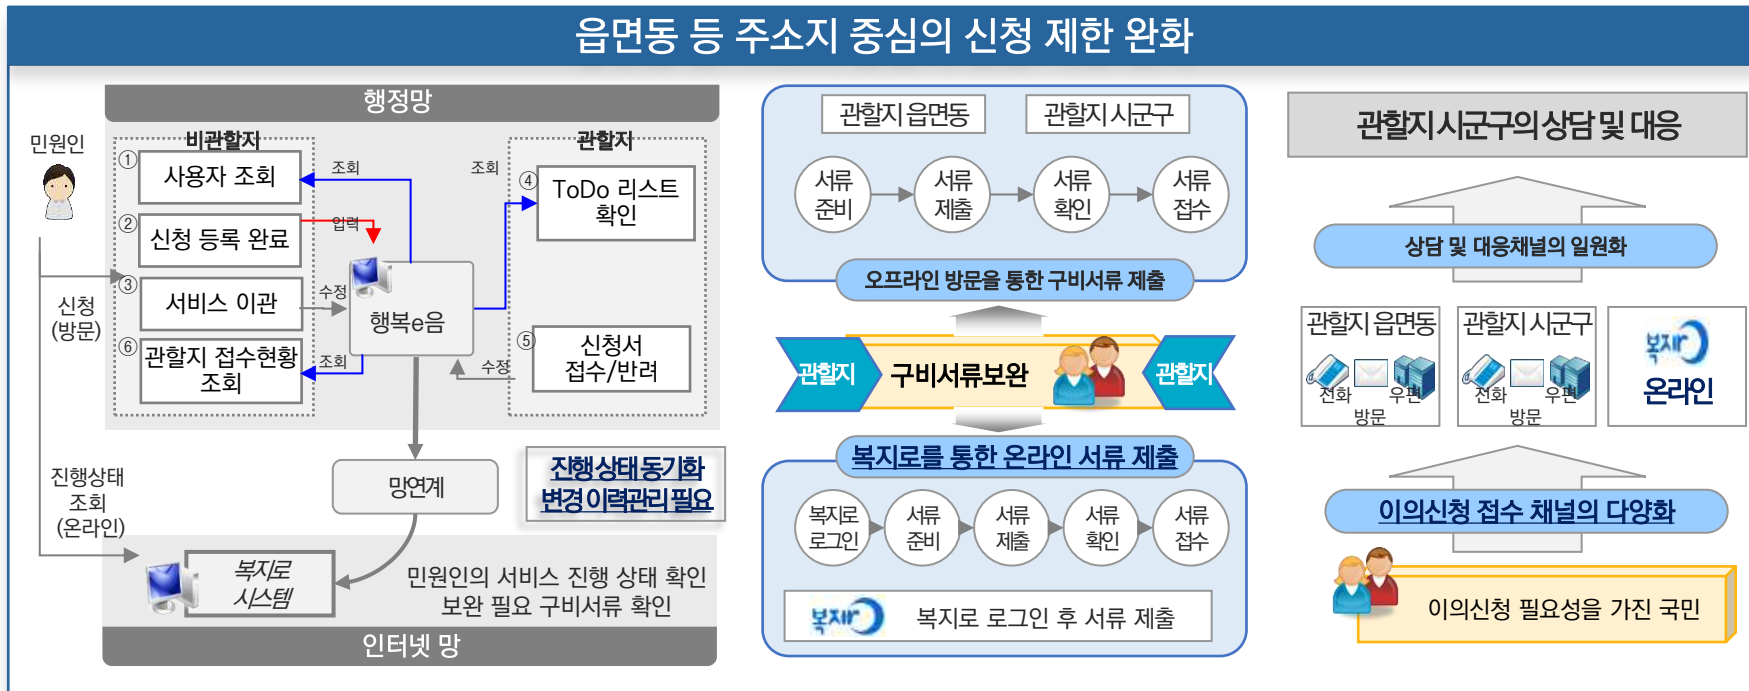 읍면동 등 주소지 중심의 신청 제한 완화
행정망
민원인
비관할지
① 사용자 조회
② 신청 등록 완료
③ 서비스 이관
⑥ 관할지 접수현황
조회
조회
입력
수정
조회
행복e음
조회
수정
관할지
④ ToDo 리스트
확인
⑤ 신청서
접수/반려
신청
(방문)
진행상태
조회
(온라인)
망연계
진행 상태 동기화
변경 이력관리 필요
복지로
시스템
민원인의 서비스 진행 상태 확인
보완 필요 구비서류 확인
인터넷 망
관할지 읍면동
관할지 시군구
서류
준비
서류
제출
서류
확인
서류
접수
오프라인 방문을 통한 구비서류 제출
관할지
구비서류보완
관할지
복지로를 통한 온라인 서류 제출
복지로
로그인
서류
준비
서류
제출
서류
확인
서류
접수
복지로
복지로 로그인 후 서류 제출
관할지 시군구의 상담 및 대응
상담 및 대응채널의 일원화
관할지 읍면동
전화
우편
방문
관할지 시군구
전화
우편
방문
복지로
온라인
이의신청 접수 채널의 다양화
이의신청 필요성을 가진 국민